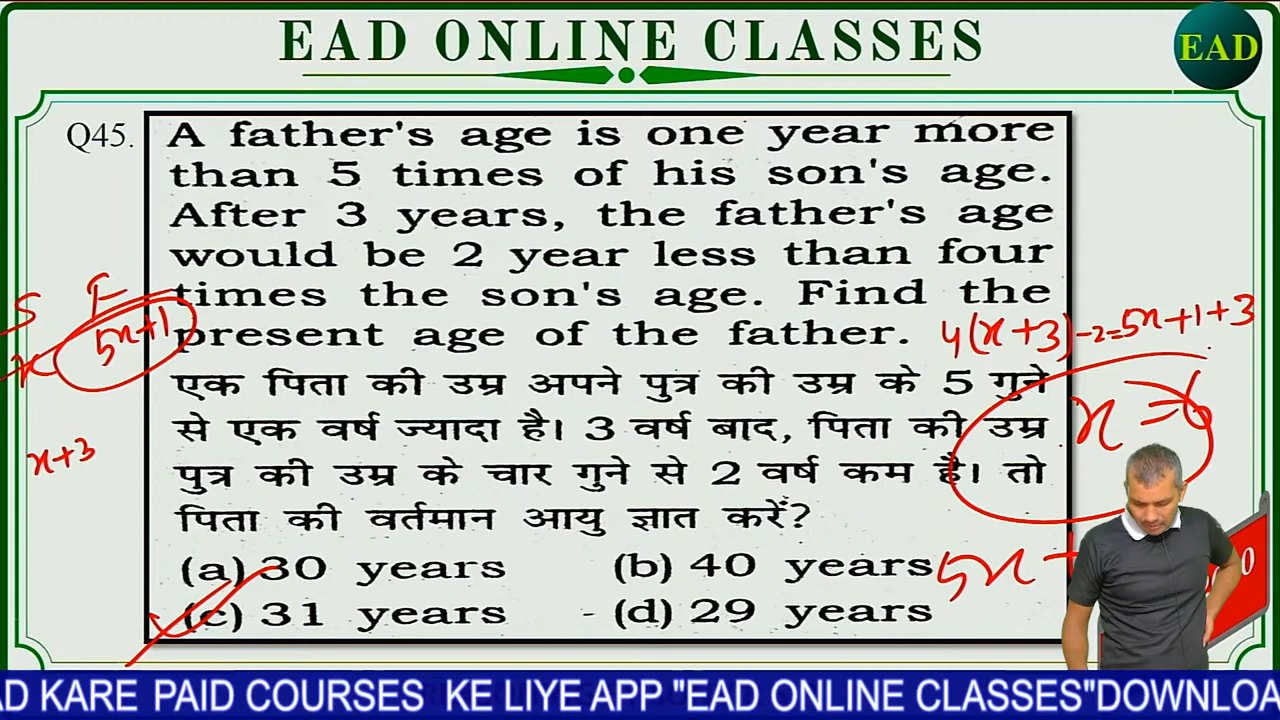 EAD ONLINE CLASSES
EAD
Q45.
A father's age is one year more
than 5 times of his son's age.
After 3 years, the father's age
would be 2 year less than four
times the son's age. Find the
present age of the father.
एक पिता की उम्र अपने पुत्र की उम्र के 5 गुने
से एक वर्ष ज्यादा है। 3 वर्ष बाद, पिता की उम्र
पुत्र की उम्र के चार गुने से 2 वर्ष कम है। तो
पिता की वर्तमान आयु ज्ञात करें?
(a) 30 years (b) 40 years
(c) 31 years - (d) 29 years
S F
x 5x+1
x+3
4(x+3)-2=5x+1+3
x=6
5x+
0
AD KARE PAID COURSES KE LIYE APP "EAD ONLINE CLASSES"DOWNLOA